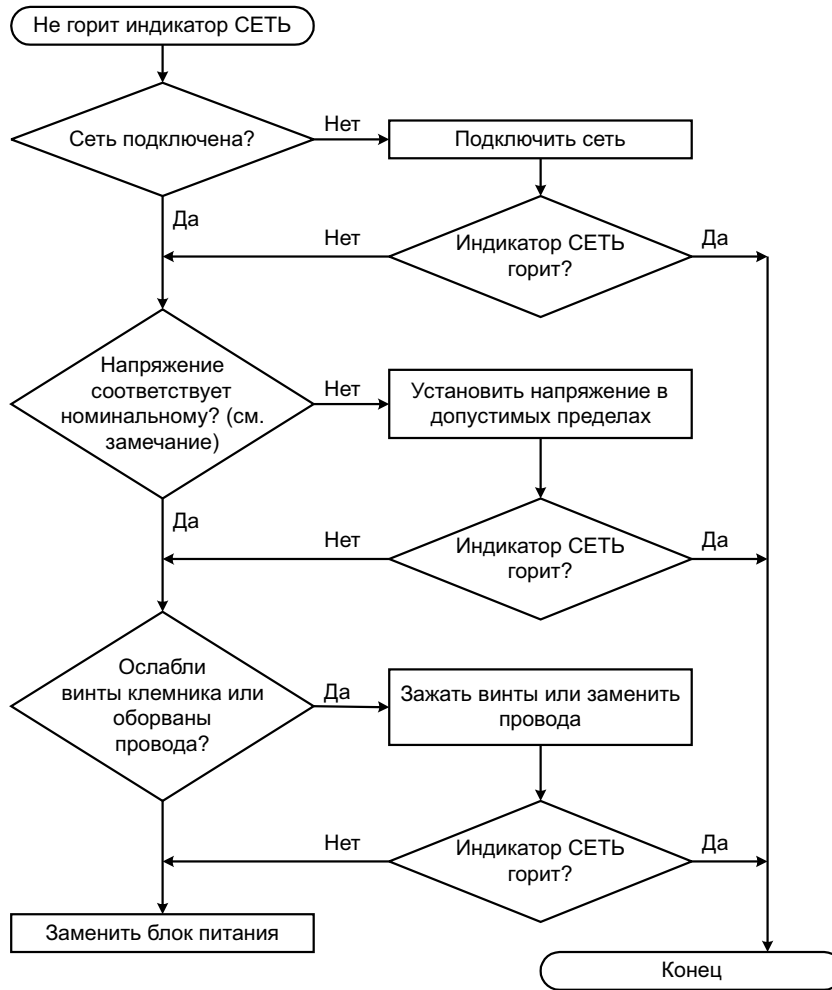 Не горит индикатор СЕТЬ
Сеть подключена?
Нет
Подключить сеть
Да
Нет
Индикатор СЕТЬ
горит?
Да
Напряжение
соответствует
номинальному? (см.
замечание)
Нет
Установить напряжение в
допустимых пределах
Да
Нет
Индикатор СЕТЬ
горит?
Да
Ослабли
винты клемника или
оборваны
провода?
Да
Зажать винты или заменить
провода
Нет
Индикатор СЕТЬ
горит?
Да
Заменить блок питания
Конец